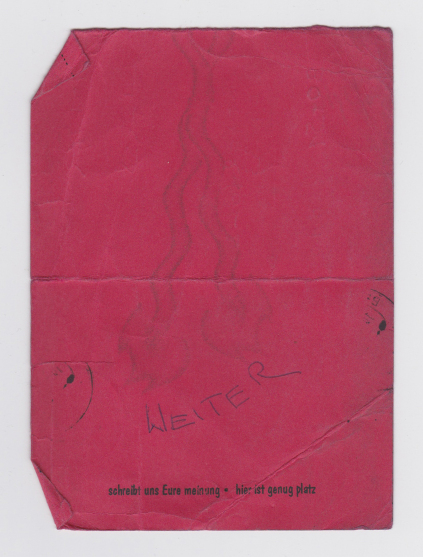 WEITER
schreibt uns Eure meinung • hier ist genug platz